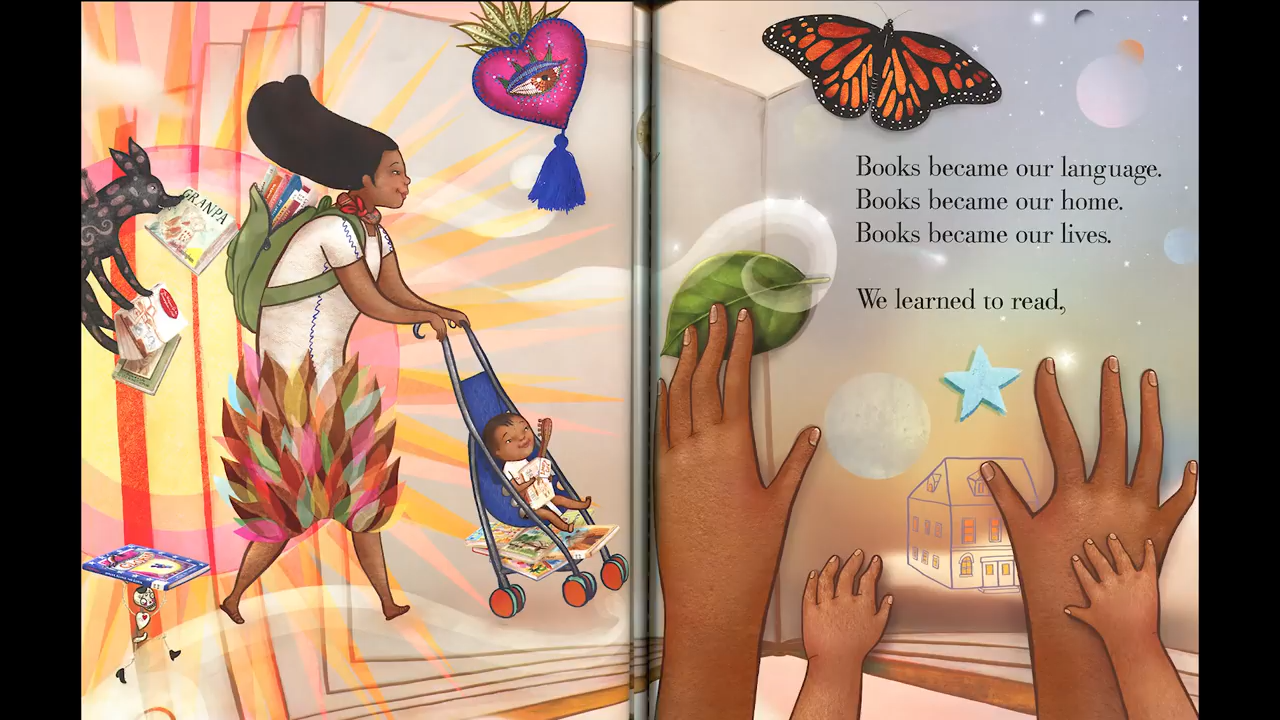 GRANPA
Books became our language.
Books became our home.
Books became our lives.
We learned to read,